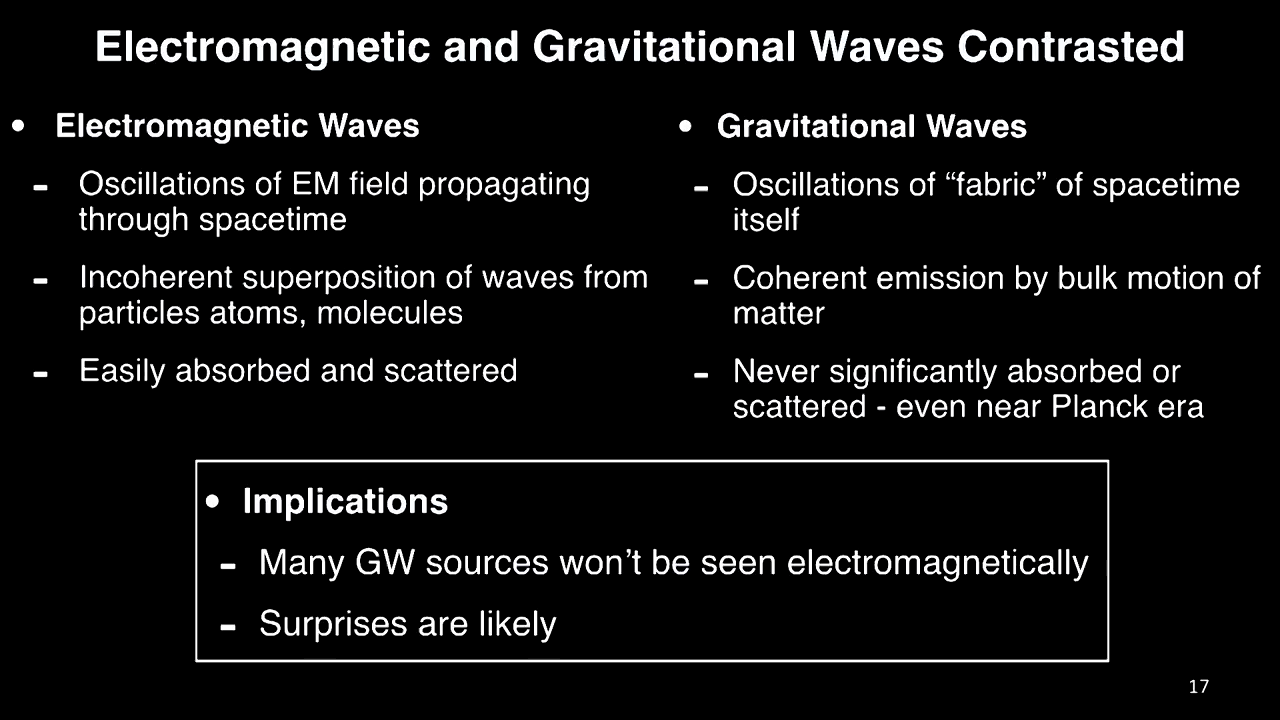 Electromagnetic and Gravitational Waves Contrasted
• Electromagnetic Waves
- Oscillations of EM field propagating
through spacetime
- Incoherent superposition of waves from
particles atoms, molecules
- Easily absorbed and scattered
• Gravitational Waves
- Oscillations of “fabric” of spacetime
itself
- Coherent emission by bulk motion of
matter
- Never significantly absorbed or
scattered - even near Planck era
• Implications
- Many GW sources won’t be seen electromagnetically
- Surprises are likely
17